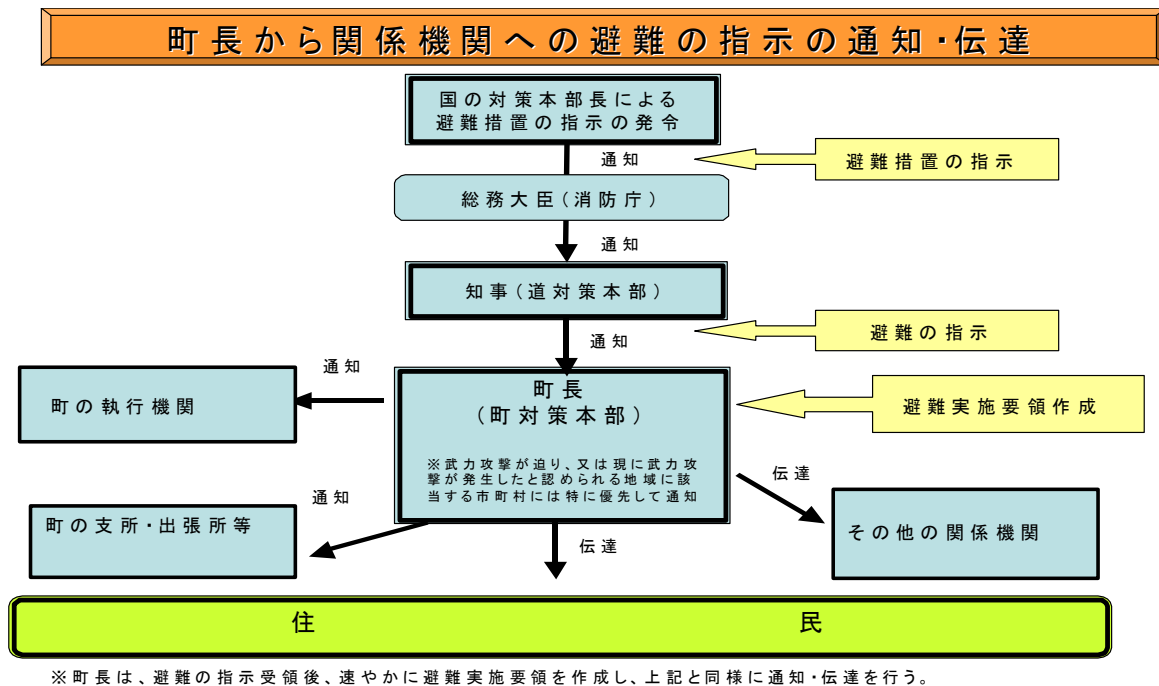 町長から関係機関への避難の指示の通知・伝達
国の対策本部長による
避難措置の指示の発令
通知
避難措置の指示
総務大臣(消防庁)
通知
知事(道対策本部)
通知
避難の指示
通知
町の執行機関
町長
(町対策本部)
※武力攻撃が迫り、又は現に武力攻
撃が発生したと認められる地域に該
当する市町村には特に優先して通知
避難実施要領作成
通知
町の支所・出張所等
伝達
その他の関係機関
伝達
住民
※町長は、避難の指示受領後、速やかに避難実施要領を作成し、上記と同様に通知・伝達を行う。